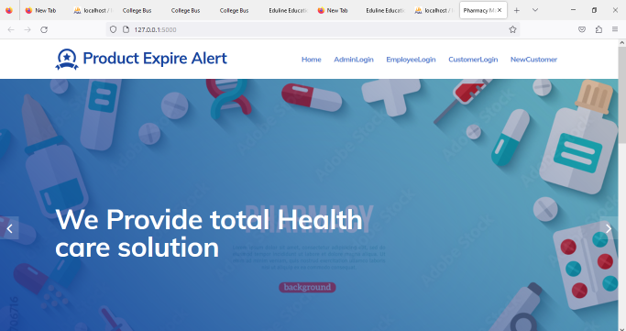 New Tab
localhost /
College Bus
College Bus
College Bus
Eduline Educati
New Tab
Eduline Educati
localhost /
Pharmacy M
127.0.0.1:5000
Product Expire Alert
Home
AdminLogin
EmployeeLogin
CustomerLogin
NewCustomer
PHARMACY
We Provide total Health
care solution
background
Adobe Stock